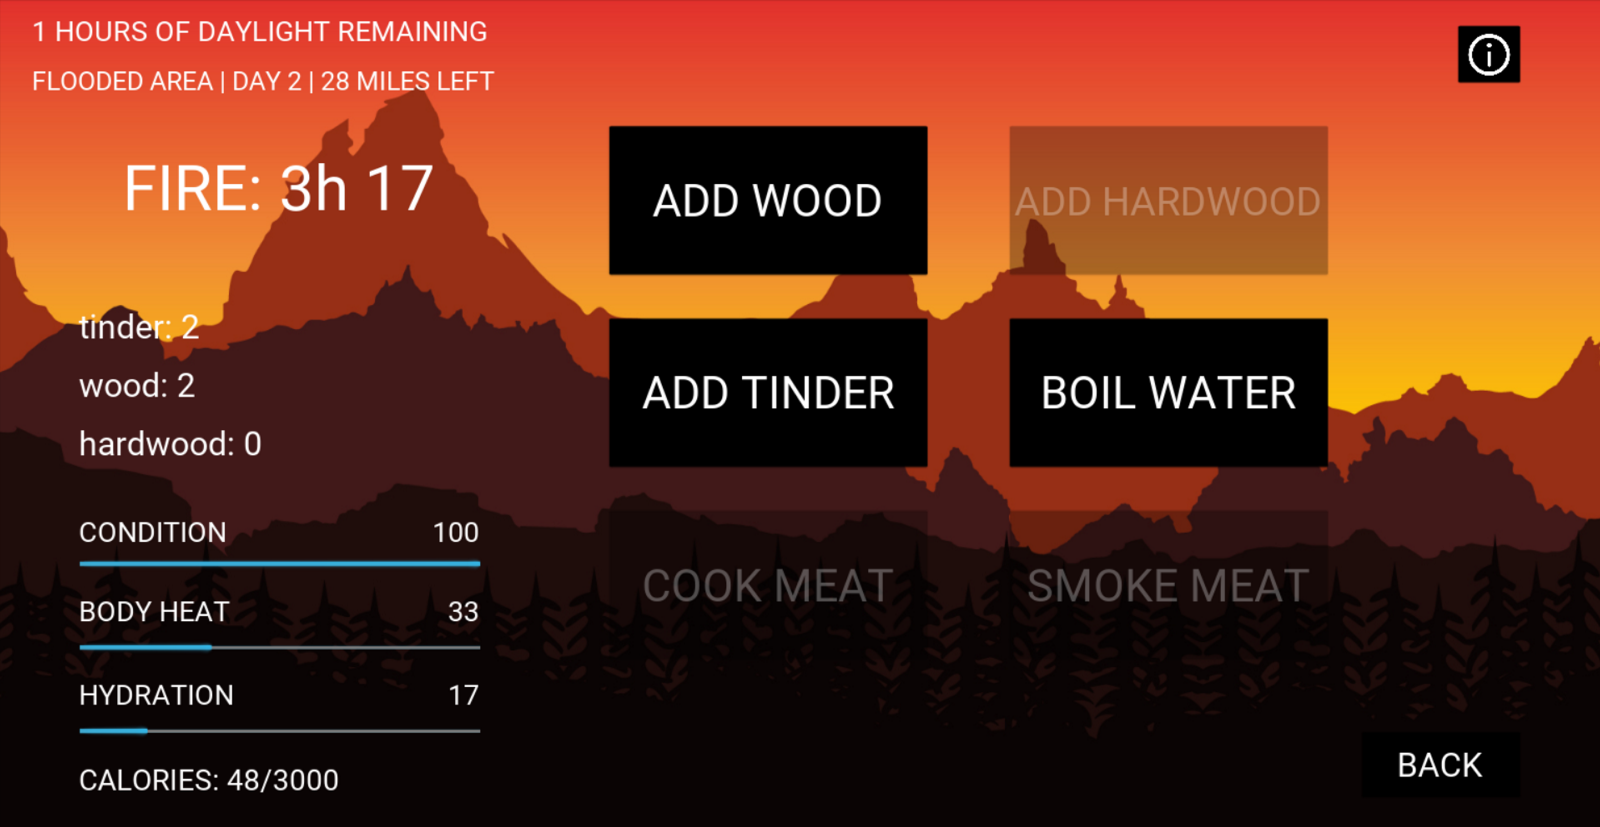 1 HOURS OF DAYLIGHT REMAINING
FLOODED AREA | DAY 2 | 28 MILES LEFT
FIRE: 3h 17
tinder: 2
wood: 2
hardwood: 0
CONDITION 100
BODY HEAT 33
HYDRATION 17
CALORIES: 48/3000
ADD WOOD
ADD HARDWOOD
ADD TINDER
BOIL WATER
COOK MEAT
SMOKE MEAT
BACK